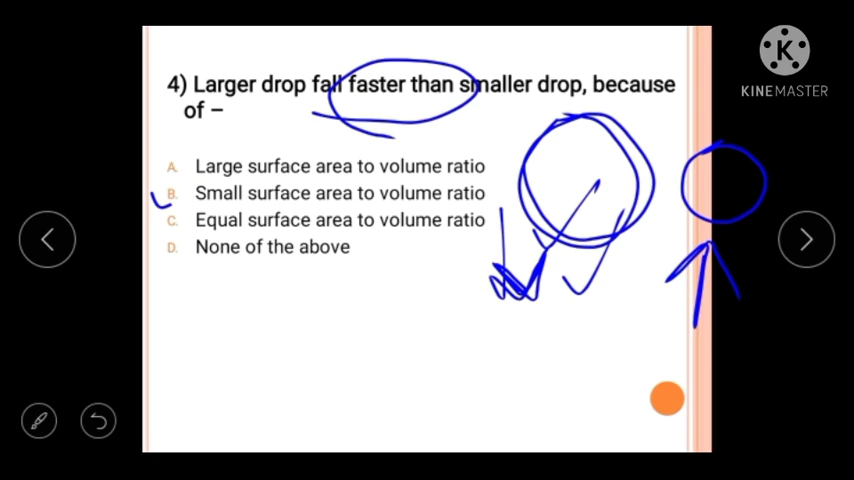 4) Larger drop fall faster than smaller drop, because
of –
A. Large surface area to volume ratio
B. Small surface area to volume ratio
C. Equal surface area to volume ratio
D. None of the above
K
KINEMASTER